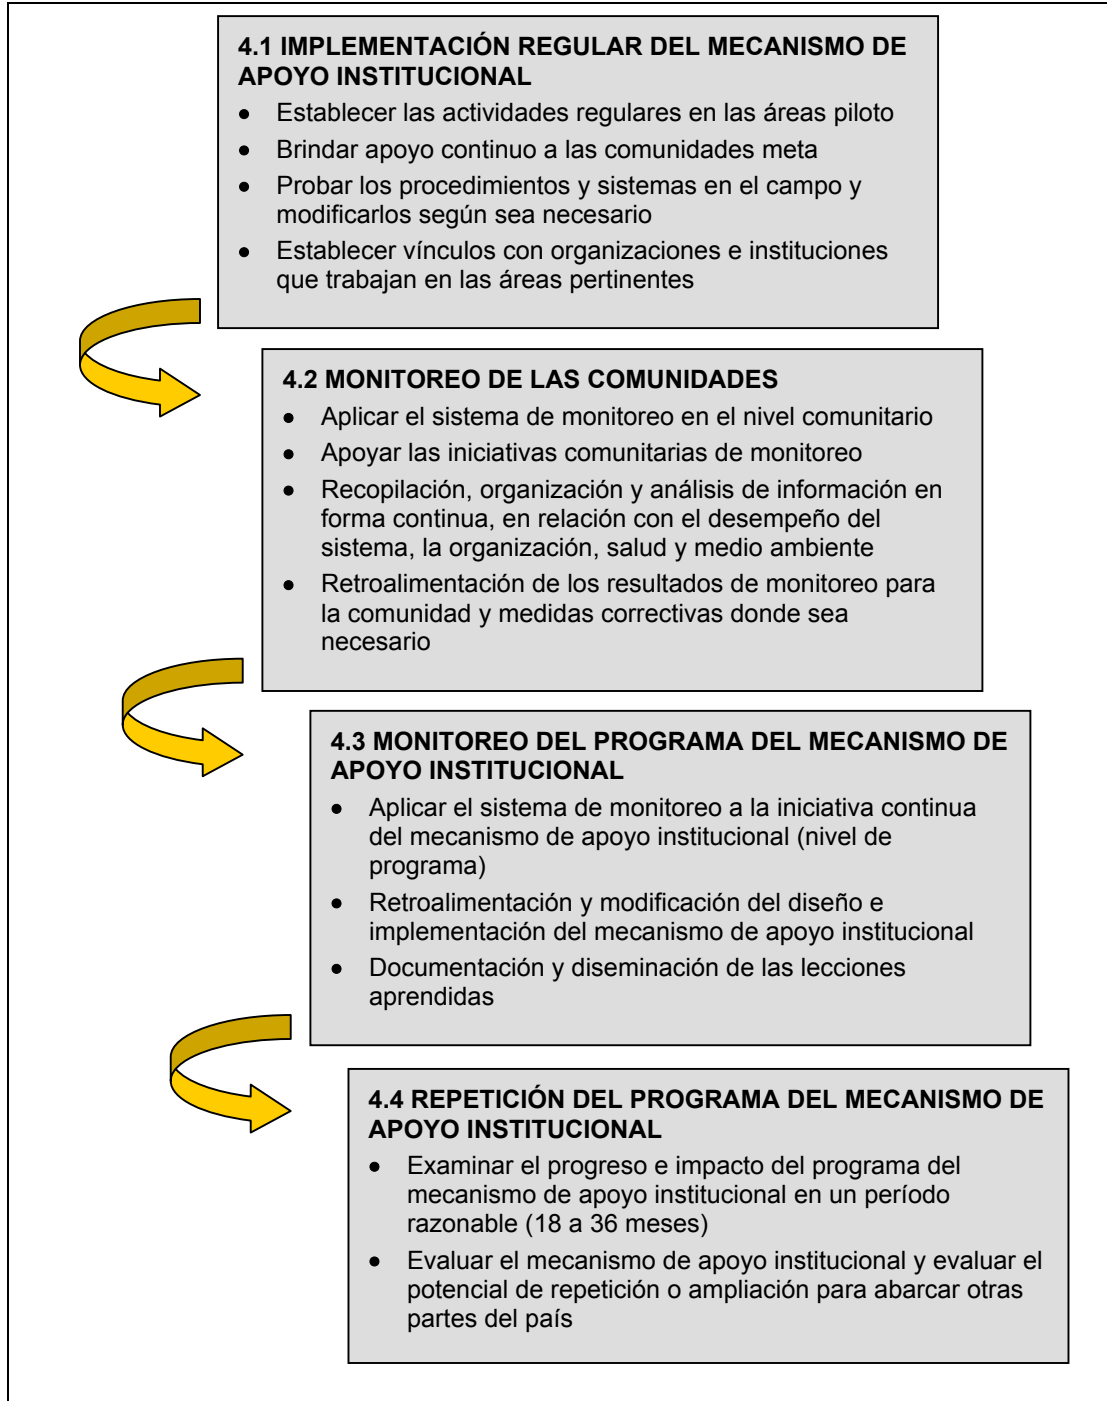 4.1 IMPLEMENTACIÓN REGULAR DEL MECANISMO DE
APOYO INSTITUCIONAL
• Establecer las actividades regulares en las áreas piloto
• Brindar apoyo continuo a las comunidades meta
• Probar los procedimientos y sistemas en el campo y
modificarlos según sea necesario
• Establecer vínculos con organizaciones e instituciones
que trabajan en las áreas pertinentes
4.2 MONITOREO DE LAS COMUNIDADES
• Aplicar el sistema de monitoreo en el nivel comunitario
• Apoyar las iniciativas comunitarias de monitoreo
• Recopilación, organización y análisis de información en
forma continua, en relación con el desempeño del
sistema, la organización, salud y medio ambiente
• Retroalimentación de los resultados de monitoreo para
la comunidad y medidas correctivas donde sea
necesario
4.3 MONITOREO DEL PROGRAMA DEL MECANISMO DE
APOYO INSTITUCIONAL
• Aplicar el sistema de monitoreo a la iniciativa continua
del mecanismo de apoyo institucional (nivel de
programa)
• Retroalimentación y modificación del diseño e
implementación del mecanismo de apoyo institucional
• Documentación y diseminación de las lecciones
aprendidas
4.4 REPETICIÓN DEL PROGRAMA DEL MECANISMO DE
APOYO INSTITUCIONAL
• Examinar el progreso e impacto del programa del
mecanismo de apoyo institucional en un período
razonable (18 a 36 meses)
• Evaluar el mecanismo de apoyo institucional y evaluar el
potencial de repetición o ampliación para abarcar otras
partes del país